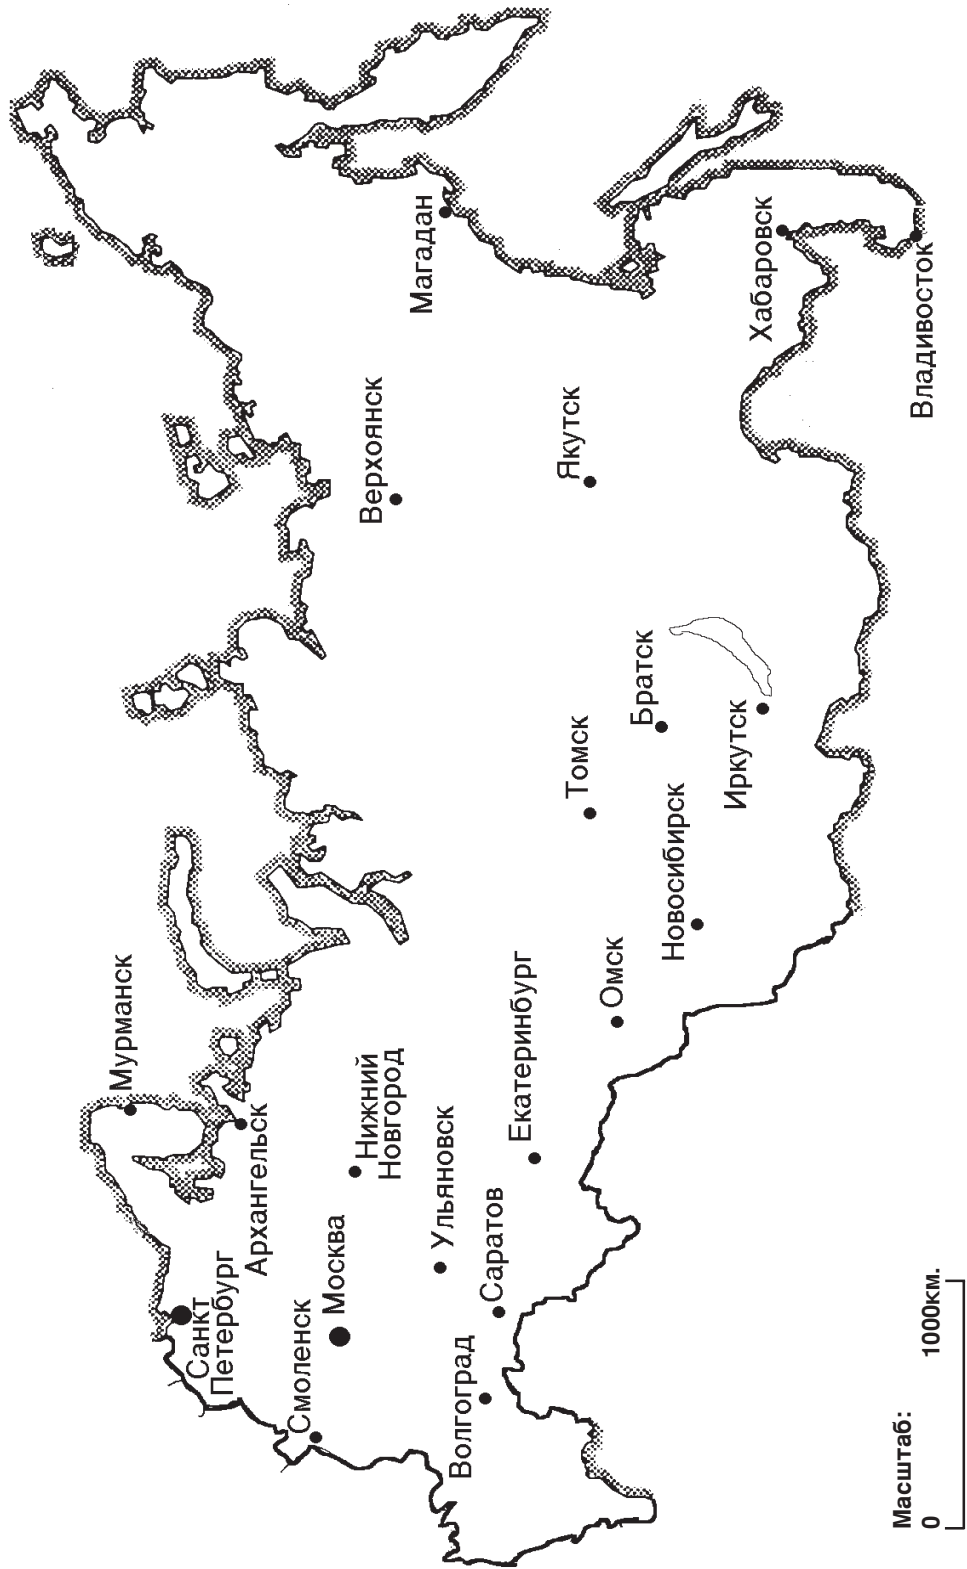 Мурманск
Санкт
Петербург
Архангельск
Смоленск
Москва
Нижний
Новгород
Волгоград
Ульяновск
Саратов
Екатеринбург
Омск
Новосибирск
Томск
Братск
Иркутск
Верхоянск
Якутск
Магадан
Хабаровск
Владивосток
Масштаб:
0 1000км.